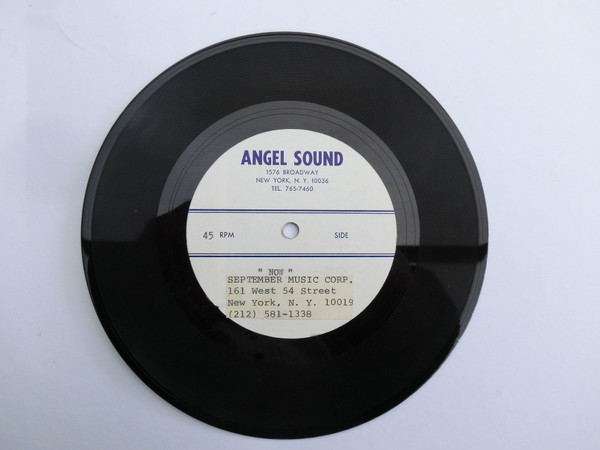 ANGEL SOUND
1576 BROADWAY
NEW YORK, N. Y. 10036
TEL. 765-7460
45 RPM SIDE
" NOW "
SEPTEMBER MUSIC CORP.
161 West 54 Street
New York, N. Y. 10019
(212) 581-1338